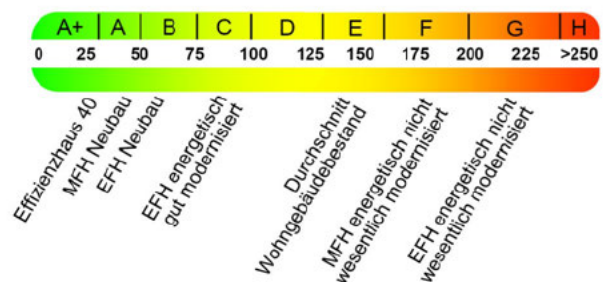 A+ A B C D E F G H
0 25 50 75 100 125 150 175 200 225 >250
Effizienzhaus 40
MFH Neubau
EFH Neubau
EFH energetisch
gut modernisiert
Durchschnitt
Wohngebäudebestand
MFH energetisch nicht
wesentlich modernisiert
EFH energetisch nicht
wesentlich modernisiert